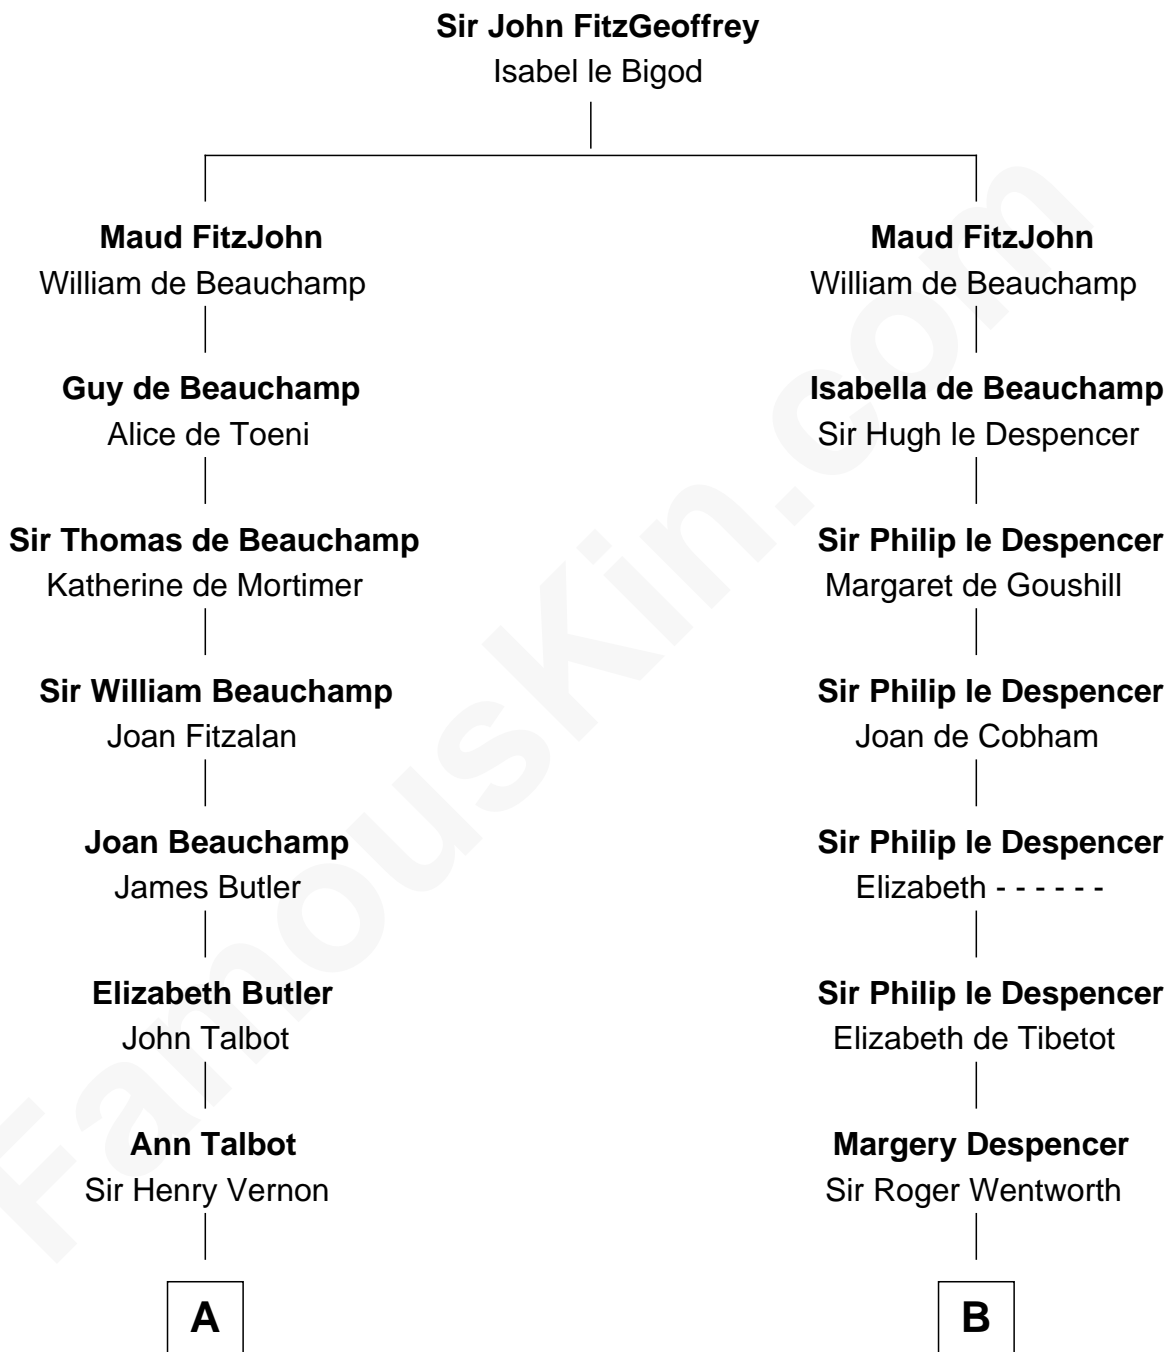 Sir John FitzGeoffrey
Isabel le Bigod
Maud FitzJohn
William de Beauchamp
Maud FitzJohn
William de Beauchamp
Guy de Beauchamp
Alice de Toeni
Isabella de Beauchamp
Sir Hugh le Despencer
Sir Thomas de Beauchamp
Katherine de Mortimer
Sir Philip le Despencer
Margaret de Goushill
Sir William Beauchamp
Joan Fitzalan
Sir Philip le Despencer
Joan de Cobham
Joan Beauchamp
James Butler
Sir Philip le Despencer
Elizabeth - - - - - -
Elizabeth Butler
John Talbot
Sir Philip le Despencer
Elizabeth de Tibetot
Ann Talbot
Sir Henry Vernon
Margery Despencer
Sir Roger Wentworth
A
B
FamousKin.com